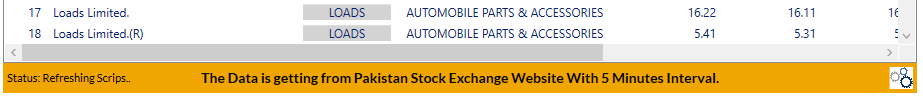 17 Loads Limited. LOADS AUTOMOBILE PARTS & ACCESSORIES 16.22 16.11
18 Loads Limited.(R) LOADS AUTOMOBILE PARTS & ACCESSORIES 5.41 5.31
Status: Refreshing Scrips.. The Data is getting from Pakistan Stock Exchange Website With 5 Minutes Interval.